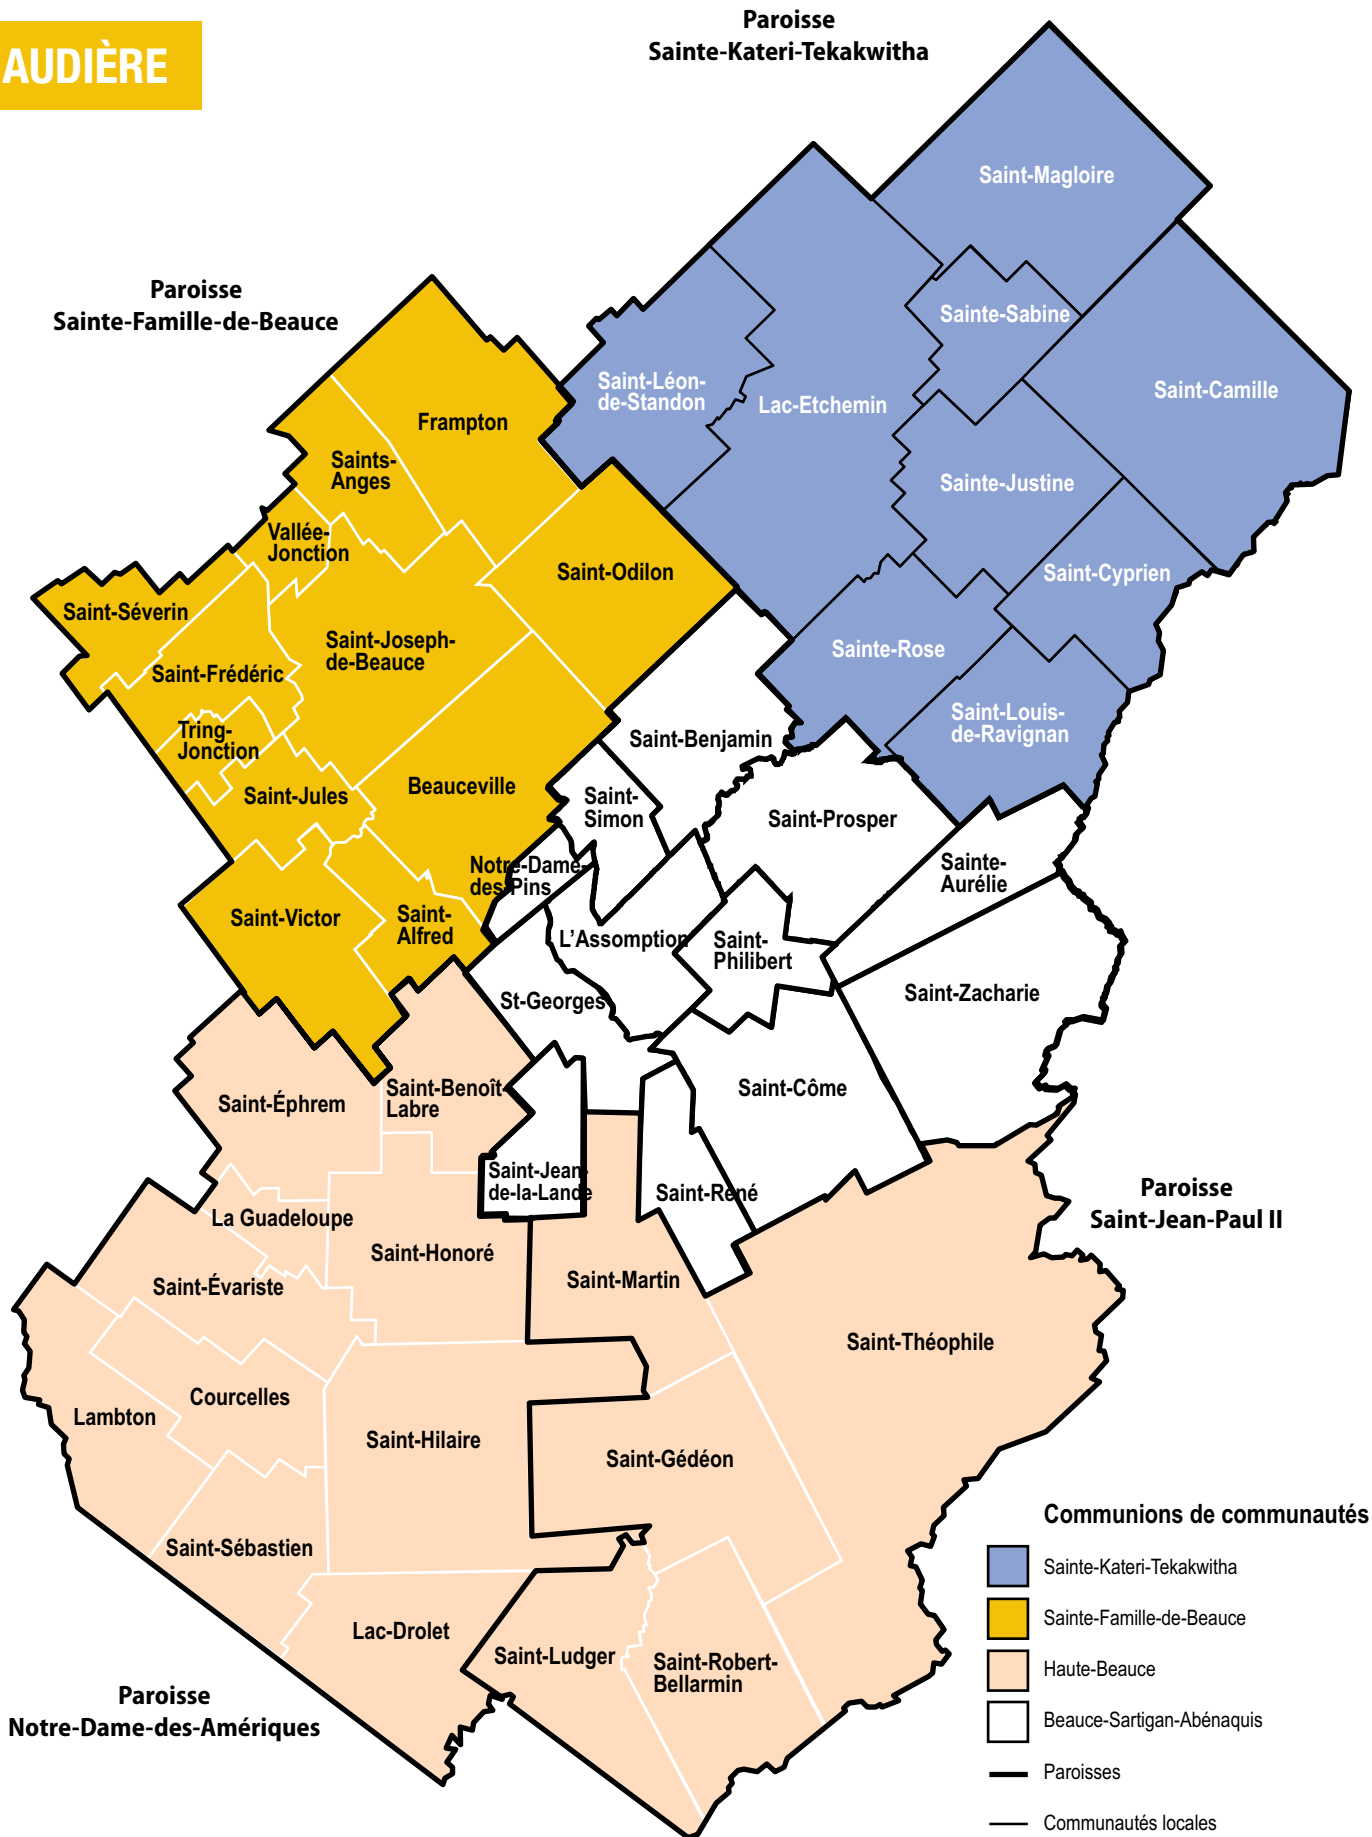 AUDIÈRE
Paroisse
Sainte-Kateri-Tekakwitha
Saint-Magloire
Paroisse
Sainte-Famille-de-Beauce
Sainte-Sabine
Saint-Léon-
de-Standon
Lac-Etchemin
Saint-Camille
Frampton
Saints-
Anges
Sainte-Justine
Vallée-
Jonction
Saint-Odilon
Saint-Cyprien
Saint-Séverin
Saint-Joseph-
de-Beauce
Sainte-Rose
Saint-Frédéric
Saint-Louis-
de-Ravignan
Tring-
Jonction
Saint-Benjamin
Beauceville
Saint-Jules
Saint-
Simon
Saint-Prosper
Notre-Dame-
des-Pins
Sainte-
Aurélie
Saint-Victor
Saint-
Alfred
L'Assomption
Saint-
Philibert
St-Georges
Saint-Zacharie
Saint-Éphrem
Saint-Benoît-
Labre
Saint-Côme
Saint-Jean-
de-la-Lande
Saint-René
Paroisse
Saint-Jean-Paul II
La Guadeloupe
Saint-Honoré
Saint-Évariste
Saint-Martin
Saint-Théophile
Courcelles
Lambton
Saint-Hilaire
Saint-Gédéon
Saint-Sébastien
Lac-Drolet
Saint-Ludger
Saint-Robert-
Bellarmin
Paroisse
Notre-Dame-des-Amériques
Communions de communautés
Sainte-Kateri-Tekakwitha
Sainte-Famille-de-Beauce
Haute-Beauce
Beauce-Sartigan-Abénaquis
Paroisses
Communautés locales